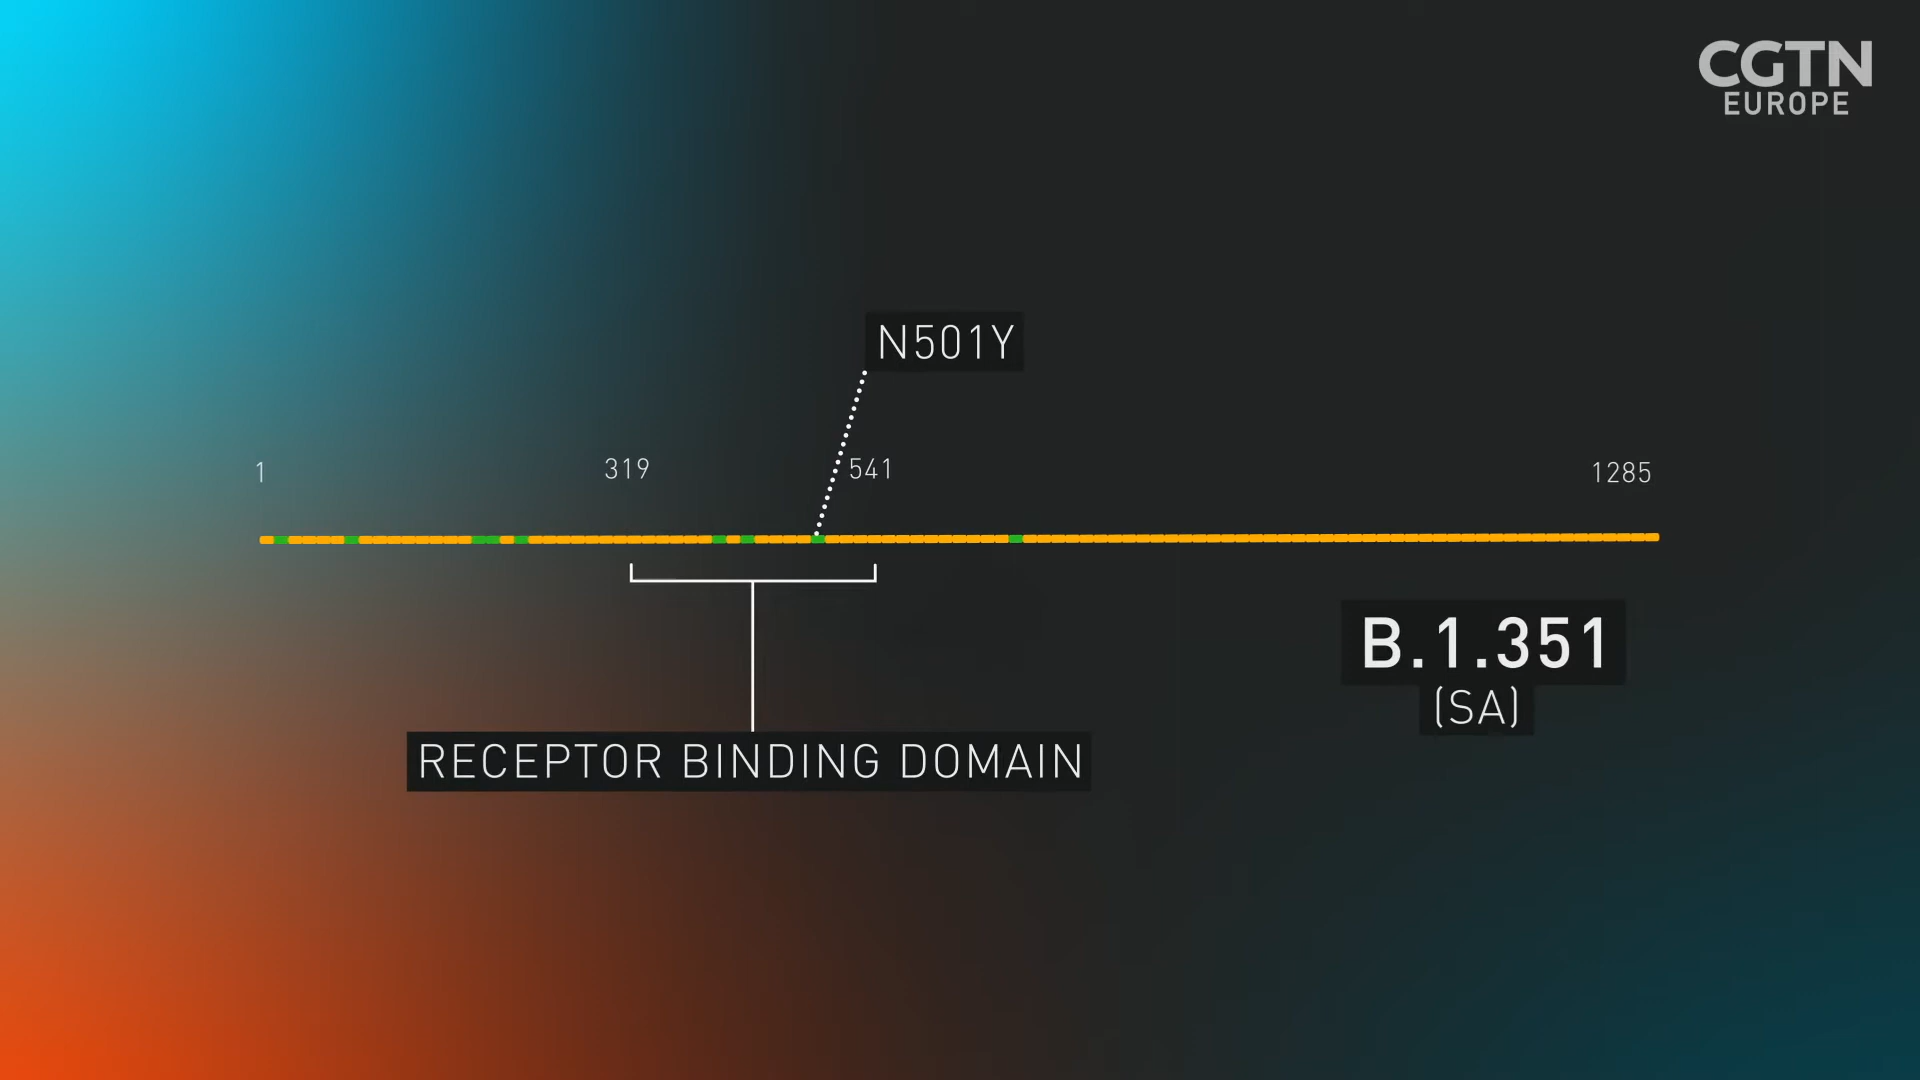 CGTN
EUROPE
N501Y
1
319
541
1285
B.1.351
(SA)
RECEPTOR BINDING DOMAIN